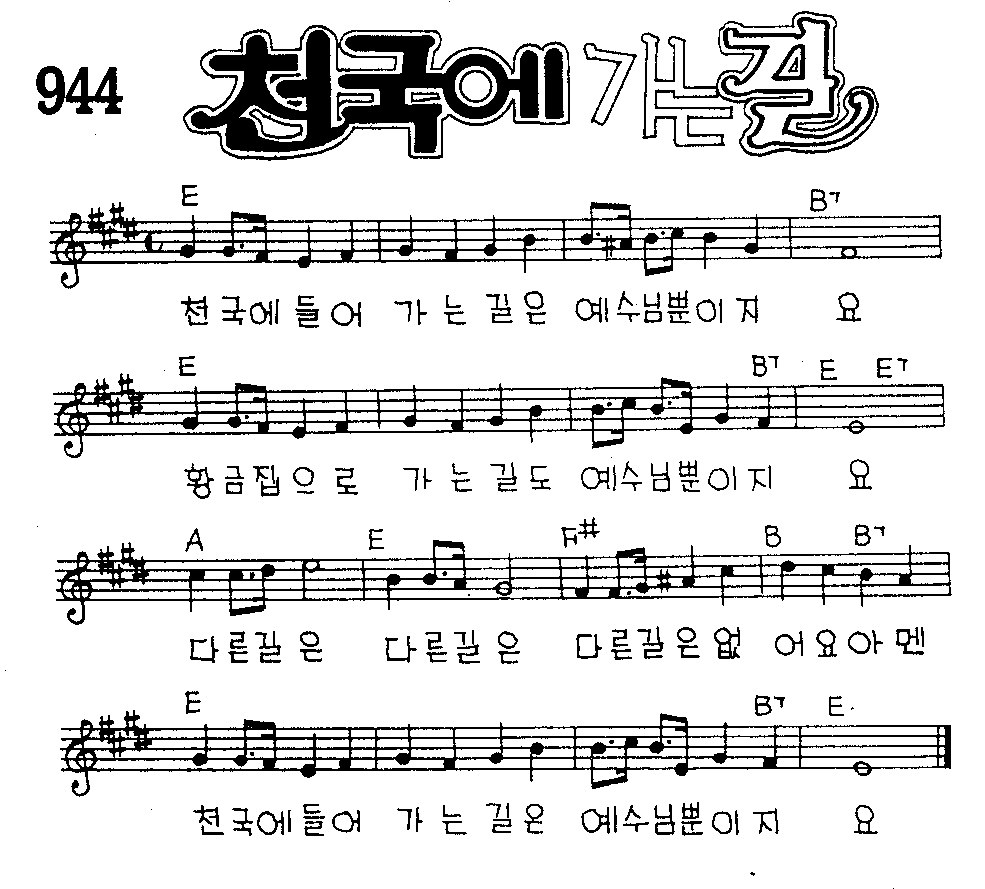 944 천국에 가는 길
E B7
천국에들어 가는길은 예수님뿐이지 요
E B7 E E7
황금집으로 가는길도 예수님뿐이지 요
A E F# B B7
다른길은 다른길은 다른길은없 어요아멘
E B7 E
천국에들어 가는길은 예수님뿐이지 요